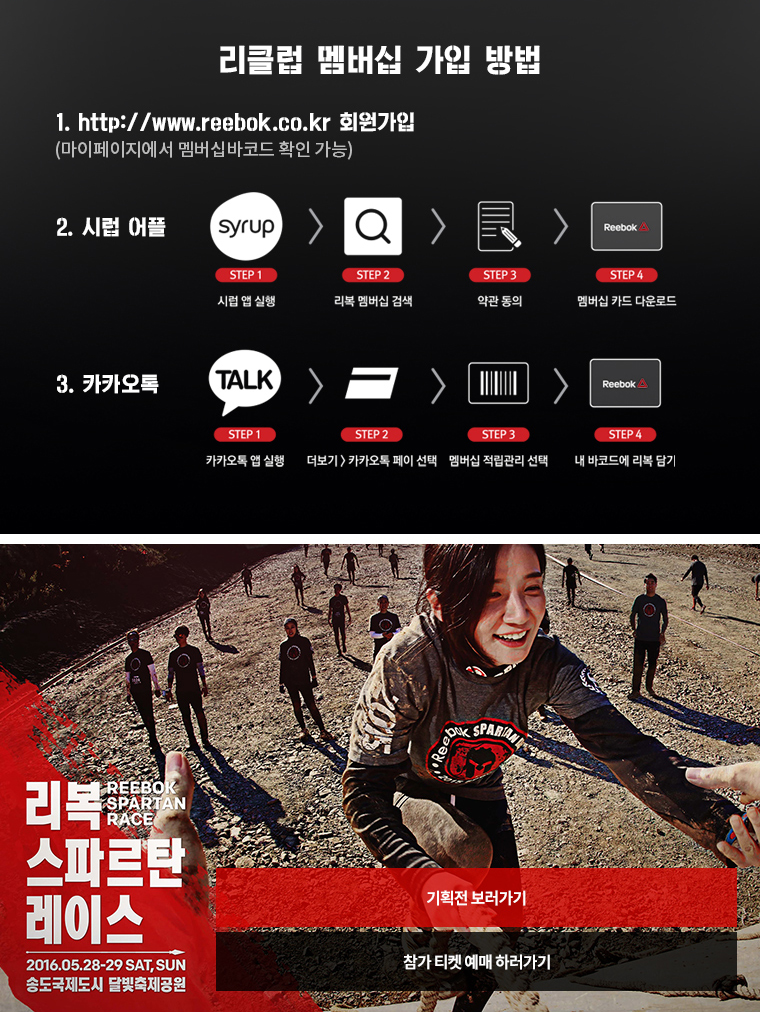 리클럽 멤버십 가입 방법
1. http://www.reebok.co.kr 회원가입
(마이페이지에서 멤버십바코드 확인 가능)
2. 시럽 어플
syrup
Reebok
STEP 1
STEP 2
STEP 3
STEP 4
시럽 앱 실행
리복 멤버십 검색
약관 동의
멤버십 카드 다운로드
3. 카카오톡
TALK
Reebok
STEP 1
STEP 2
STEP 3
STEP 4
카카오톡 앱 실행
더보기 > 카카오톡 페이 선택
멤버십 적립관리 선택
내 바코드에 리복 담기
Reebok SPARTAN
리복
REEBOK
SPARTAN
RACE
스파르탄
레이스
2016.05.28-29 SAT, SUN
송도국제도시 달빛축제공원
기획전 보러가기
참가 티켓 예매 하러가기